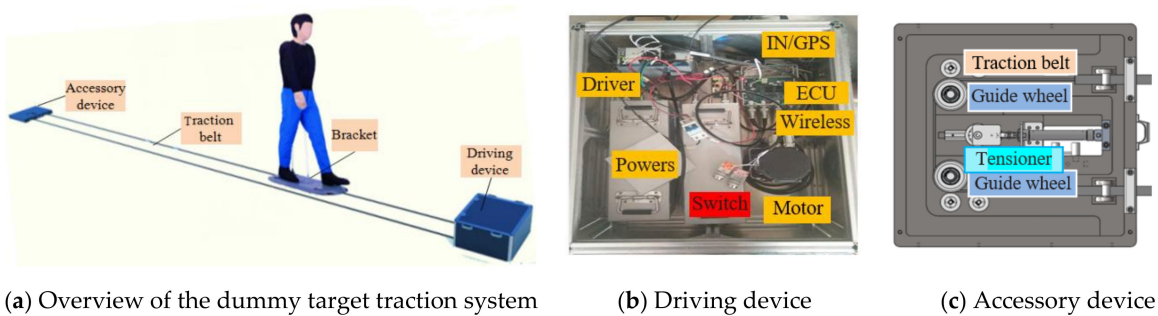 Accessory
device
Traction
belt
Bracket
Driving
device
IN/GPS
Driver
ECU
Wireless
Powers
Switch
Motor
Traction belt
Guide wheel
Tensioner
Guide wheel
(a) Overview of the dummy target traction system
(b) Driving device
(c) Accessory device